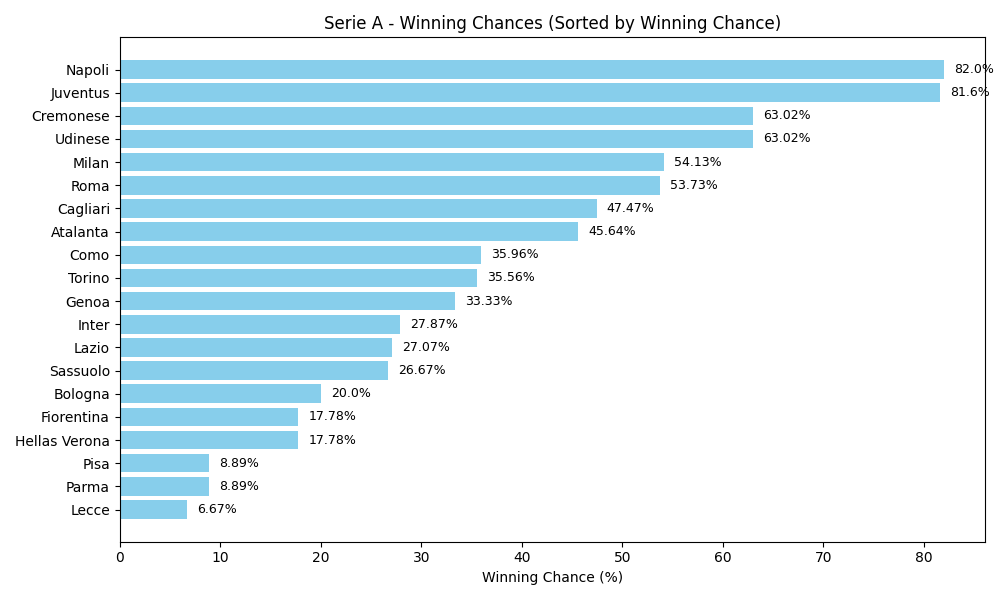 Serie A - Winning Chances (Sorted by Winning Chance)
Napoli 82.0%
Juventus 81.6%
Cremonese 63.02%
Udinese 63.02%
Milan 54.13%
Roma 53.73%
Cagliari 47.47%
Atalanta 45.64%
Como 35.96%
Torino 35.56%
Genoa 33.33%
Inter 27.87%
Lazio 27.07%
Sassuolo 26.67%
Bologna 20.0%
Fiorentina 17.78%
Hellas Verona 17.78%
Pisa 8.89%
Parma 8.89%
Lecce 6.67%
0 10 20 30 40 50 60 70 80
Winning Chance (%)